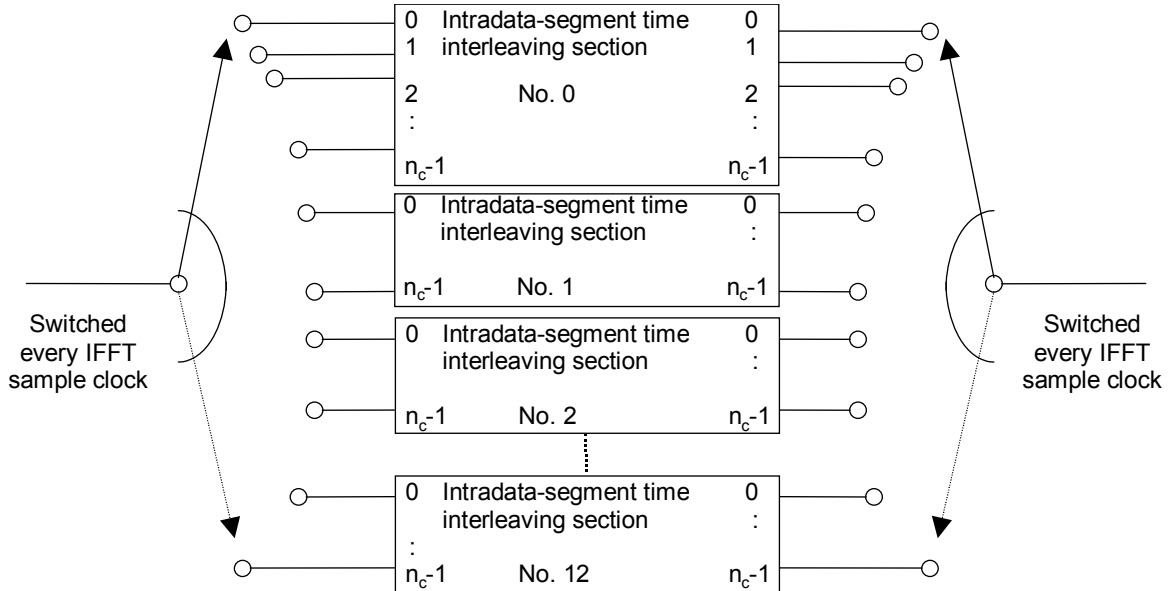 0 Intradata-segment time 0
1 interleaving section 1
2 No. 0 2
: :
n_c-1 n_c-1
0 Intradata-segment time 0
interleaving section :
n_c-1 No. 1 n_c-1
0 Intradata-segment time 0
interleaving section :
n_c-1 No. 2 n_c-1
0 Intradata-segment time 0
interleaving section :
:
n_c-1 No. 12 n_c-1
Switched
every IFFT
sample clock
Switched
every IFFT
sample clock